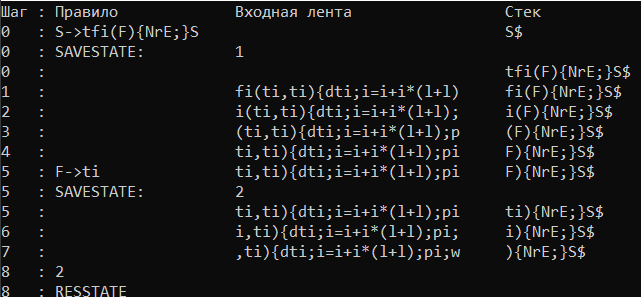 Шаг : Правило Входная лента Стек
0 : S->tfi(F){NrE;}S S$
0 : SAVESTATE: 1
0 : tfi(F){NrE;}S$
1 : fi(ti,ti){dti;i=i+i*(l+l) fi(F){NrE;}S$
2 : i(ti,ti){dti;i=i+i*(l+l); i(F){NrE;}S$
3 : (ti,ti){dti;i=i+i*(l+l);p (F){NrE;}S$
4 : ti,ti){dti;i=i+i*(l+l);pi F){NrE;}S$
5 : F->ti ti,ti){dti;i=i+i*(l+l);pi F){NrE;}S$
5 : SAVESTATE: 2
5 : ti,ti){dti;i=i+i*(l+l);pi ti){NrE;}S$
6 : i,ti){dti;i=i+i*(l+l);pi; i){NrE;}S$
7 : ,ti){dti;i=i+i*(l+l);pi;w ){NrE;}S$
8 : 2
8 : RESSTATE